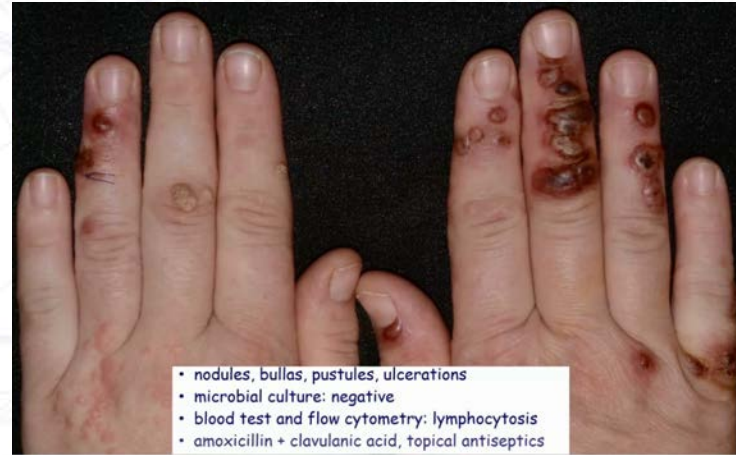 • nodules, bullas, pustules, ulcerations
• microbial culture: negative
• blood test and flow cytometry: lymphocytosis
• amoxicillin + clavulanic acid, topical antiseptics